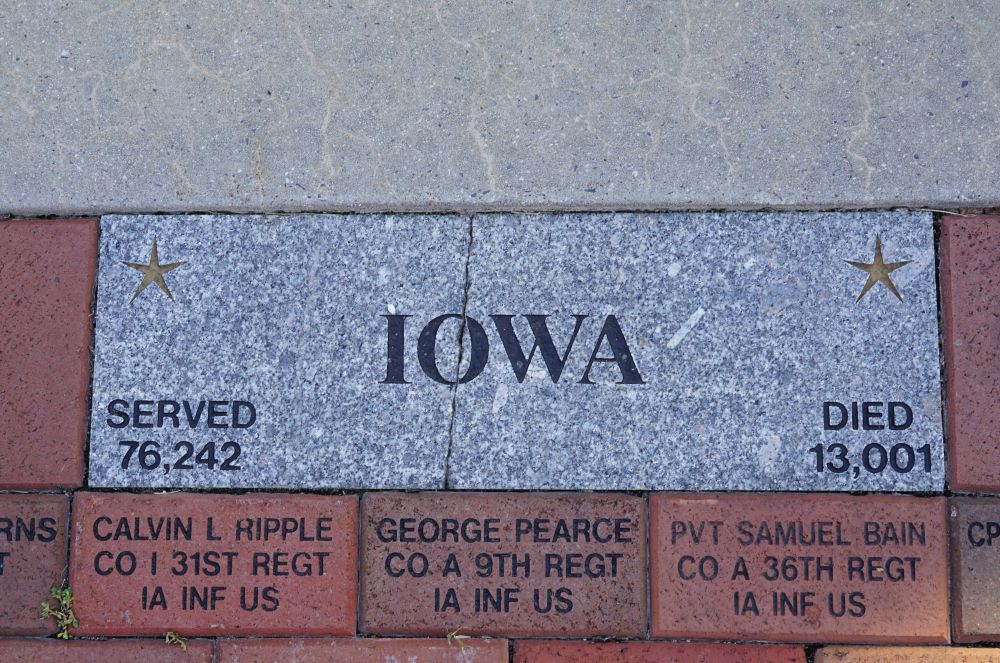 IOWA
SERVED
76,242
DIED
13,001
CALVIN L RIPPLE
CO I 31ST REGT
IA INF US
GEORGE PEARCE
CO A 9TH REGT
IA INF US
PVT SAMUEL BAIN
CO A 36TH REGT
IA INF US